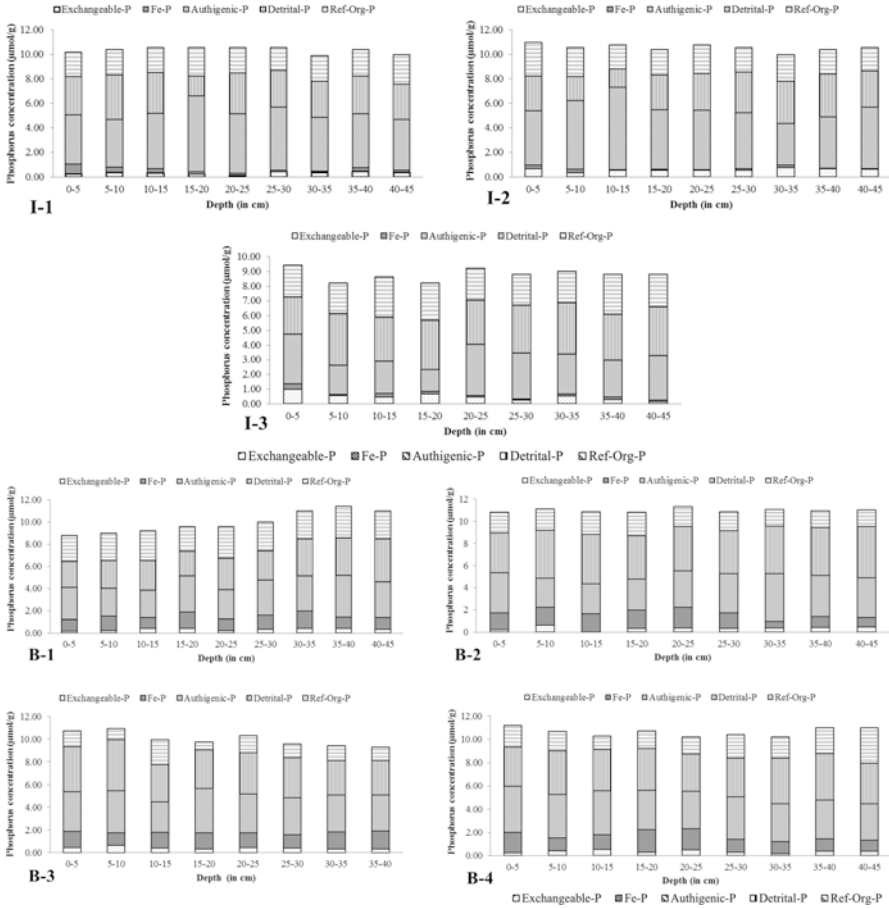 □Exchangeable-P ■Fe-P □Authigenic-P □Detrital-P □Ref-Org-P
Phosphorus concentration (μmol/g)
12.00
10.00
8.00
6.00
4.00
2.00
0.00
0-5 5-10 10-15 15-20 20-25 25-30 30-35 35-40 40-45
Depth (in cm)
I-1
□Exchangeable-P ■Fe-P □Authigenic-P □Detrital-P □Ref-Org-P
Phosphorus concentration (μmol/g)
12.00
10.00
8.00
6.00
4.00
2.00
0.00
0-5 5-10 10-15 15-20 20-25 25-30 30-35 35-40 40-45
Depth (in cm)
I-2
□Exchangeable-P ■Fe-P □Authigenic-P □Detrital-P □Ref-Org-P
Phosphorus concentration (μmol/g)
10.00
9.00
8.00
7.00
6.00
5.00
4.00
3.00
2.00
1.00
0.00
0-5 5-10 10-15 15-20 20-25 25-30 30-35 35-40 40-45
Depth (in cm)
I-3
□Exchangeable-P ■Fe-P □Authigenic-P □Detrital-P □Ref-Org-P
□Exchangeable-P ■Fe-P □Authigenic-P □Detrital-P □Ref-Org-P
Phosphorus concentration (μmol/g)
12.00
10.00
8.00
6.00
4.00
2.00
0.00
0-5 5-10 10-15 15-20 20-25 25-30 30-35 35-40 40-45
Depth (in cm)
B-1
□Exchangeable-P ■Fe-P □Authigenic-P □Detrital-P □Ref-Org-P
Phosphorus concentration (μmol/g)
12
10
8
6
4
2
0
0-5 5-10 10-15 15-20 20-25 25-30 30-35 35-40 40-45
Depth (in cm)
B-2
□Exchangeable-P ■Fe-P □Authigenic-P □Detrital-P □Ref-Org-P
Phosphorus concentration (μmol/g)
12.00
10.00
8.00
6.00
4.00
2.00
0.00
0-5 5-10 10-15 15-20 20-25 25-30 30-35 35-40
Depth (in cm)
B-3
□Exchangeable-P ■Fe-P □Authigenic-P □Detrital-P □Ref-Org-P
Phosphorus concentration (μmol/g)
12.00
10.00
8.00
6.00
4.00
2.00
0.00
0-5 5-10 10-15 15-20 20-25 25-30 30-35 35-40 40-45
Depth (in cm)
B-4
□Exchangeable-P ■Fe-P □Authigenic-P □Detrital-P □Ref-Org-P